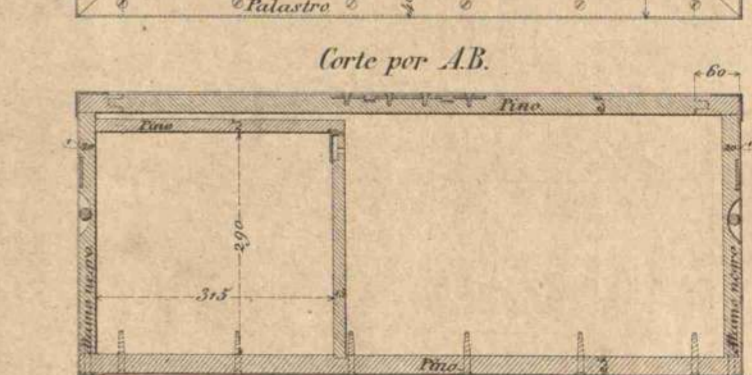 Palastro
Corte por A.B.
60
Pino
Pino
290
315
Alamo negro
Alamo negro
Pino